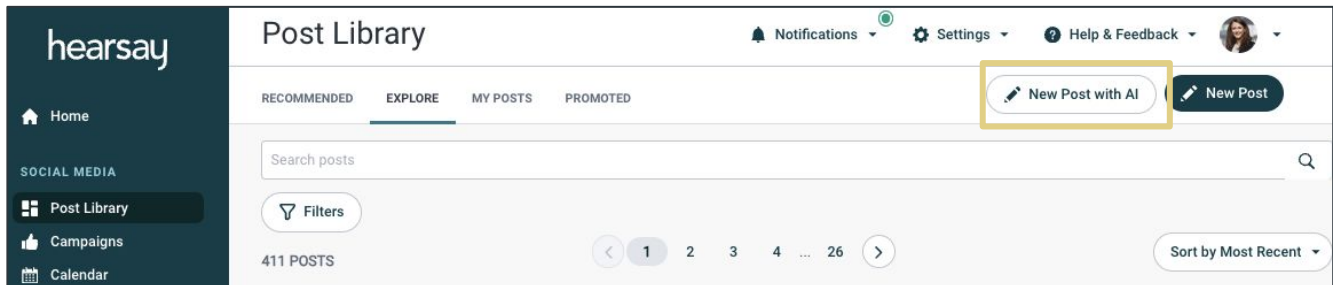 hearsay
Home
SOCIAL MEDIA
Post Library
Campaigns
Calendar
Post Library
Notifications
Settings
Help & Feedback
RECOMMENDED EXPLORE MY POSTS PROMOTED
New Post with AI
New Post
Search posts
Filters
411 POSTS
1 2 3 4 ... 26
Sort by Most Recent